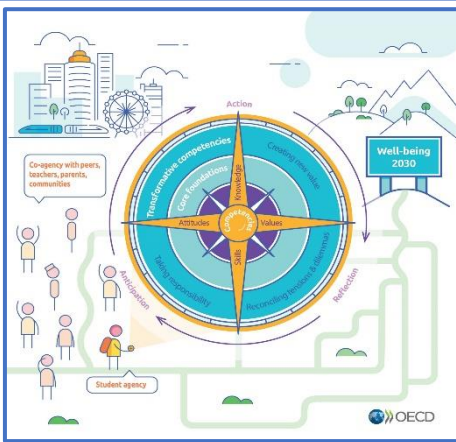 Action
Co-agency with peers,
teachers, parents,
communities
Well-being
2030
Transformative competencies
Core Foundations
Knowledge
Creating new value
Attitudes
Competencies
Values
Skills
Taking responsibility
Reconciling tensions & dilemmas
Anticipation
Reflection
Student agency
OECD